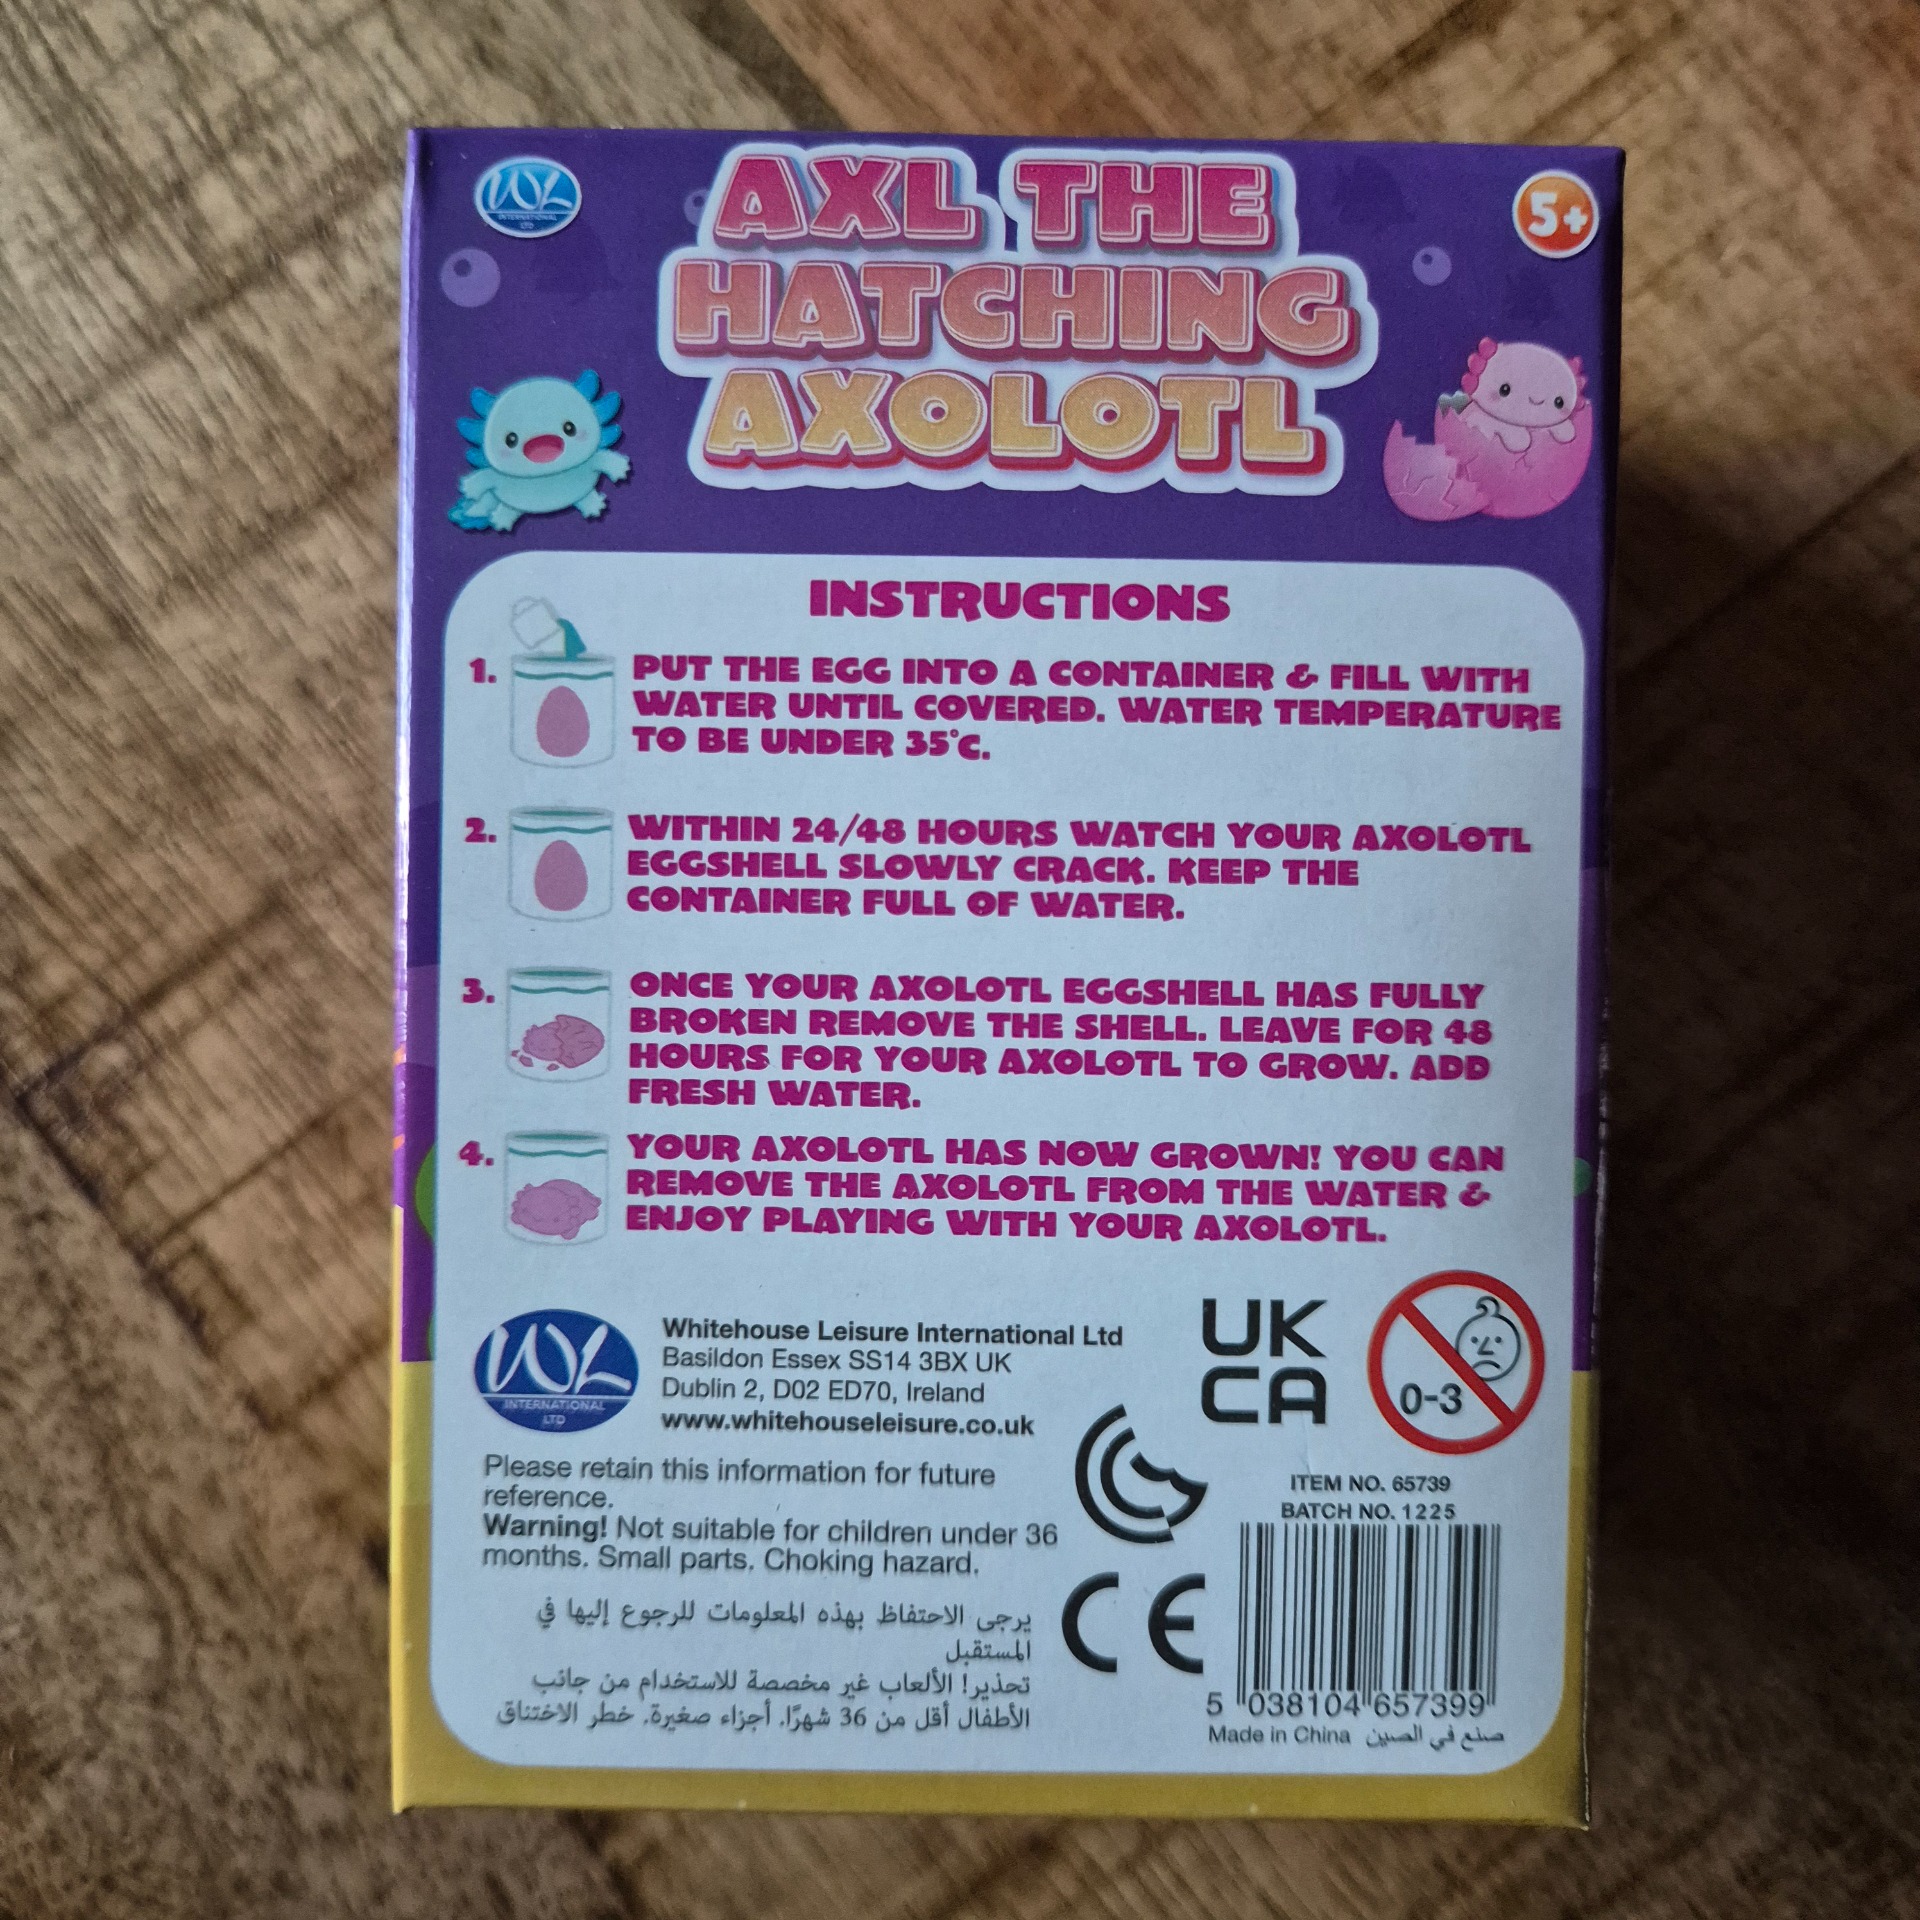 WL
INTERNATIONAL
LTD
AXL THE
HATCHING
AXOLOTL
5+
INSTRUCTIONS
1. PUT THE EGG INTO A CONTAINER & FILL WITH
WATER UNTIL COVERED. WATER TEMPERATURE
TO BE UNDER 35°C.
2. WITHIN 24/48 HOURS WATCH YOUR AXOLOTL
EGGSHELL SLOWLY CRACK. KEEP THE
CONTAINER FULL OF WATER.
3. ONCE YOUR AXOLOTL EGGSHELL HAS FULLY
BROKEN REMOVE THE SHELL. LEAVE FOR 48
HOURS FOR YOUR AXOLOTL TO GROW. ADD
FRESH WATER.
4. YOUR AXOLOTL HAS NOW GROWN! YOU CAN
REMOVE THE AXOLOTL FROM THE WATER &
ENJOY PLAYING WITH YOUR AXOLOTL.
WL
INTERNATIONAL
LTD
Whitehouse Leisure International Ltd
Basildon Essex SS14 3BX UK
Dublin 2, D02 ED70, Ireland
www.whitehouseleisure.co.uk
UK
CA
0-3
Please retain this information for future
reference.
Warning! Not suitable for children under 36
months. Small parts. Choking hazard.
يرجى الاحتفاظ بهذه المعلومات للرجوع إليها في
المستقبل
تحذير! الألعاب غير مخصصة للاستخدام من جانب
الأطفال أقل من 36 شهرًا. أجزاء صغيرة. خطر الاختناق
CE
ITEM NO. 65739
BATCH NO. 1225
5 038104 657399
Made in China صنع في الصين